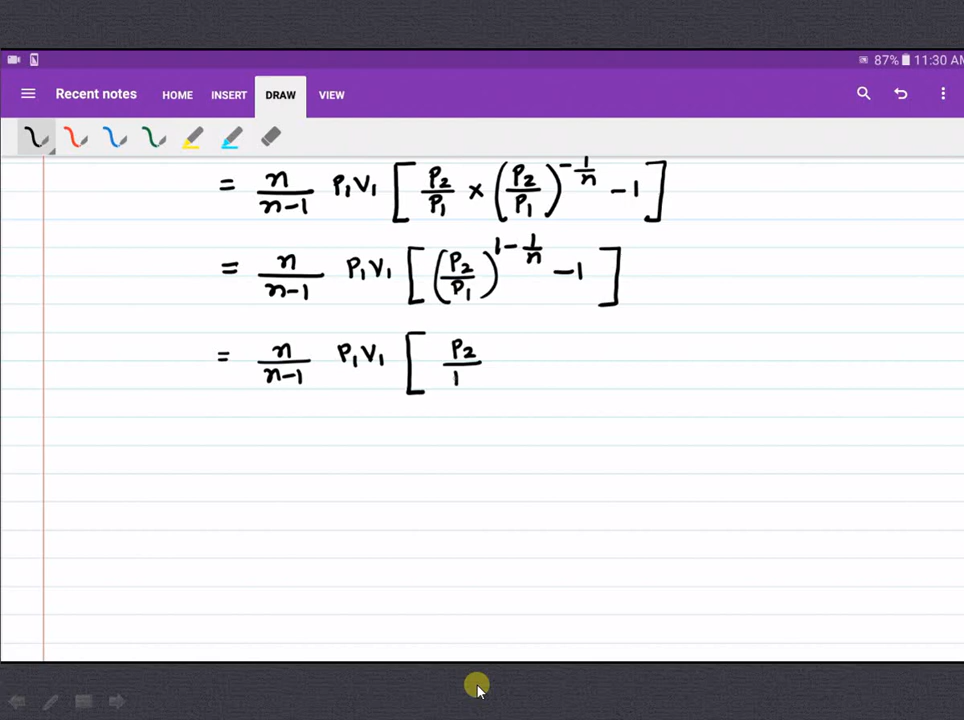 87% 11:30 AM
Recent notes HOME INSERT DRAW VIEW
= n/(n-1) P₁V₁ [ P₂/P₁ × (P₂/P₁)^(-1/n) - 1 ]
= n/(n-1) P₁V₁ [ (P₂/P₁)^(1-1/n) - 1 ]
= n/(n-1) P₁V₁ [ P₂/1